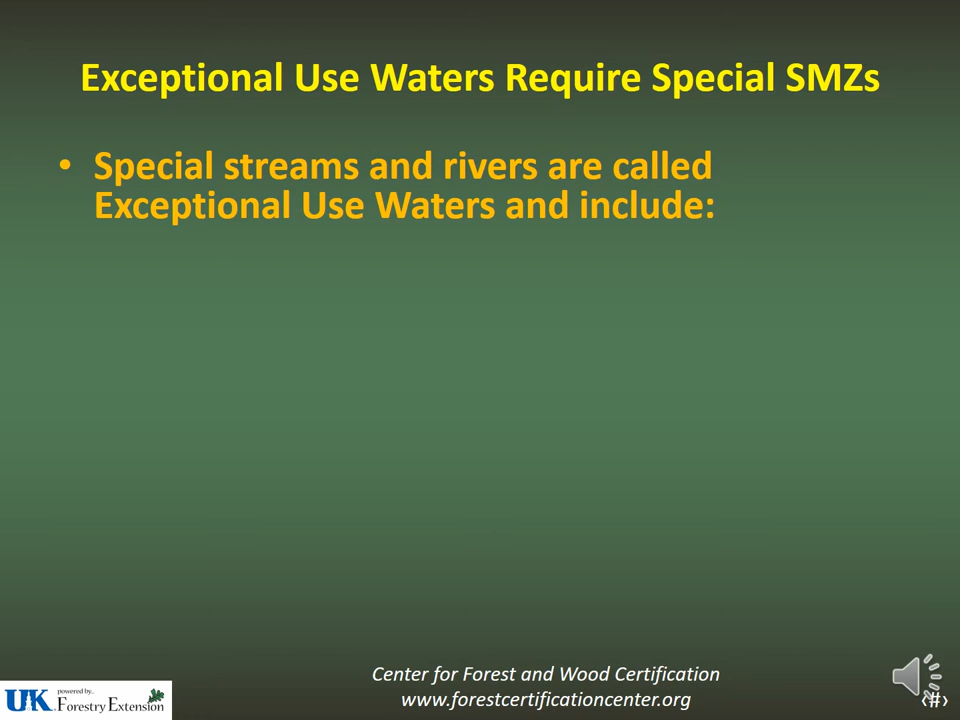 Exceptional Use Waters Require Special SMZs
• Special streams and rivers are called
Exceptional Use Waters and include:
Center for Forest and Wood Certification
www.forestcertificationcenter.org
UK
powered by..
Forestry Extension
‹#›